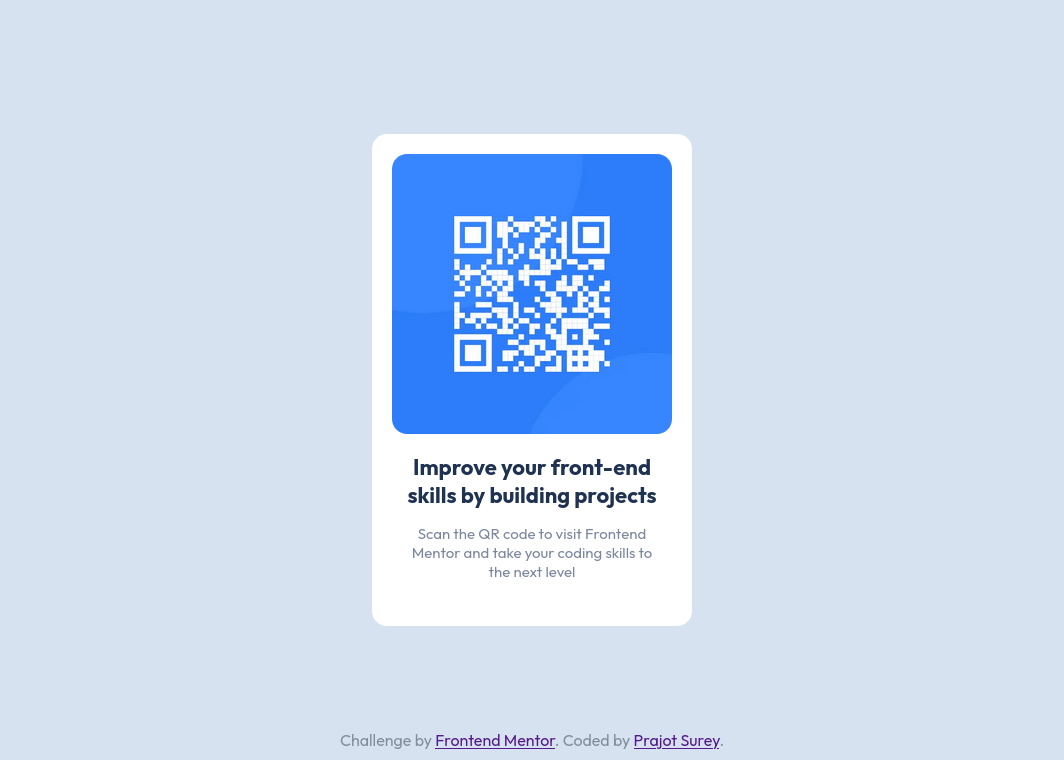 Improve your front-end
skills by building projects
Scan the QR code to visit Frontend
Mentor and take your coding skills to
the next level
Challenge by Frontend Mentor. Coded by Prajot Surey.